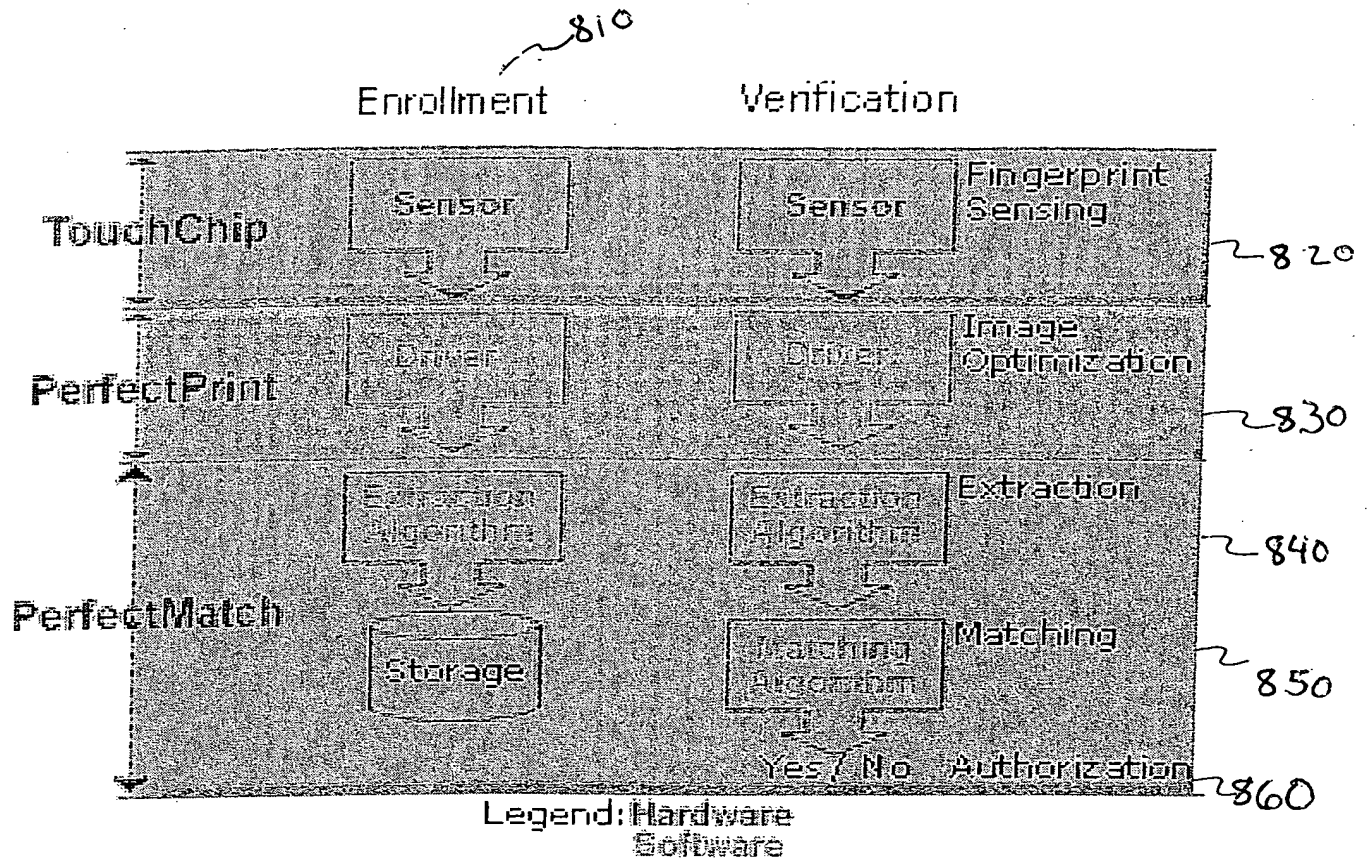 810
Enrollment Verification
TouchChip
Sensor
Sensor
Fingerprint
Sensing
820
PerfectPrint
Driver
Driver
Image
Optimization
830
PerfectMatch
Extraction
Algorithm
Extraction
Algorithm
Extraction
840
Storage
Matching
Algorithm
Matching
850
Yes / No Authorization
860
Legend: Hardware
Software